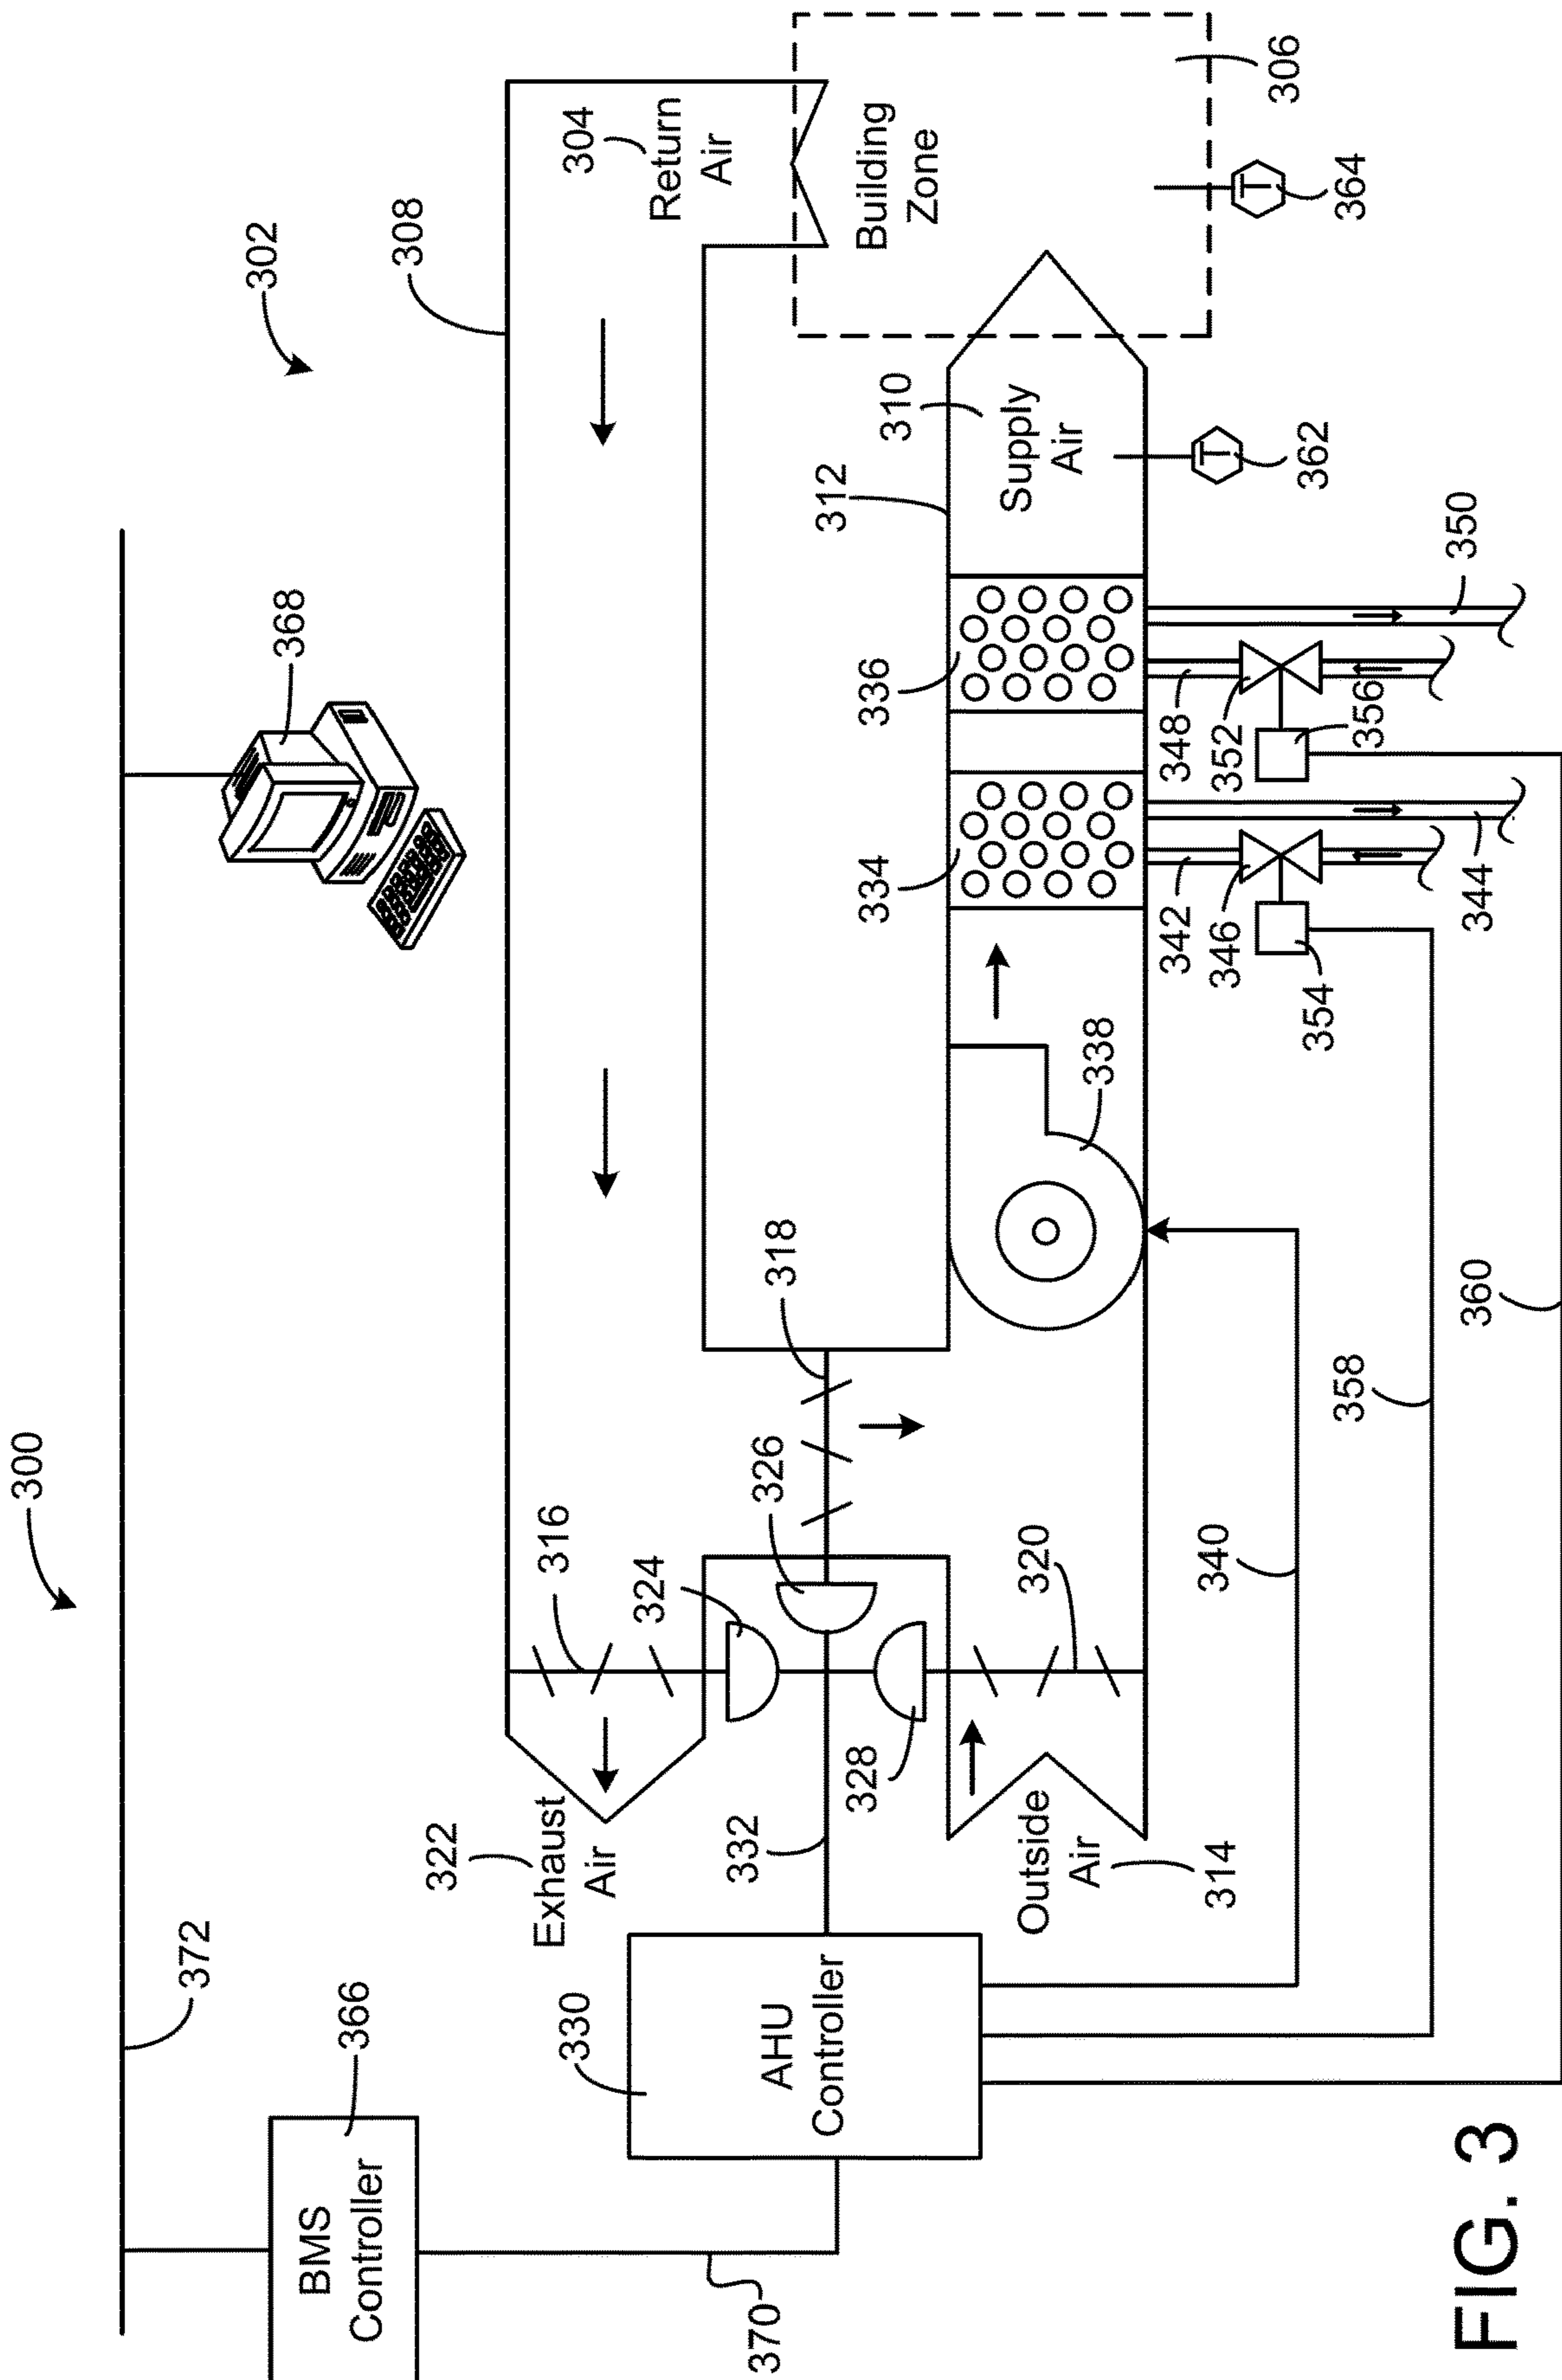 300
372
302
368
366
BMS
Controller
308
322
Exhaust
Air
316
304
Return
Air
330
324
332
326
318
370
AHU
Controller
312
328
334
336
310
Building
Zone
Outside
Air
320
Supply
Air
338
314
340
342
346
348
352
T
T
306
354
362
358
356
364
360
344
350
FIG. 3